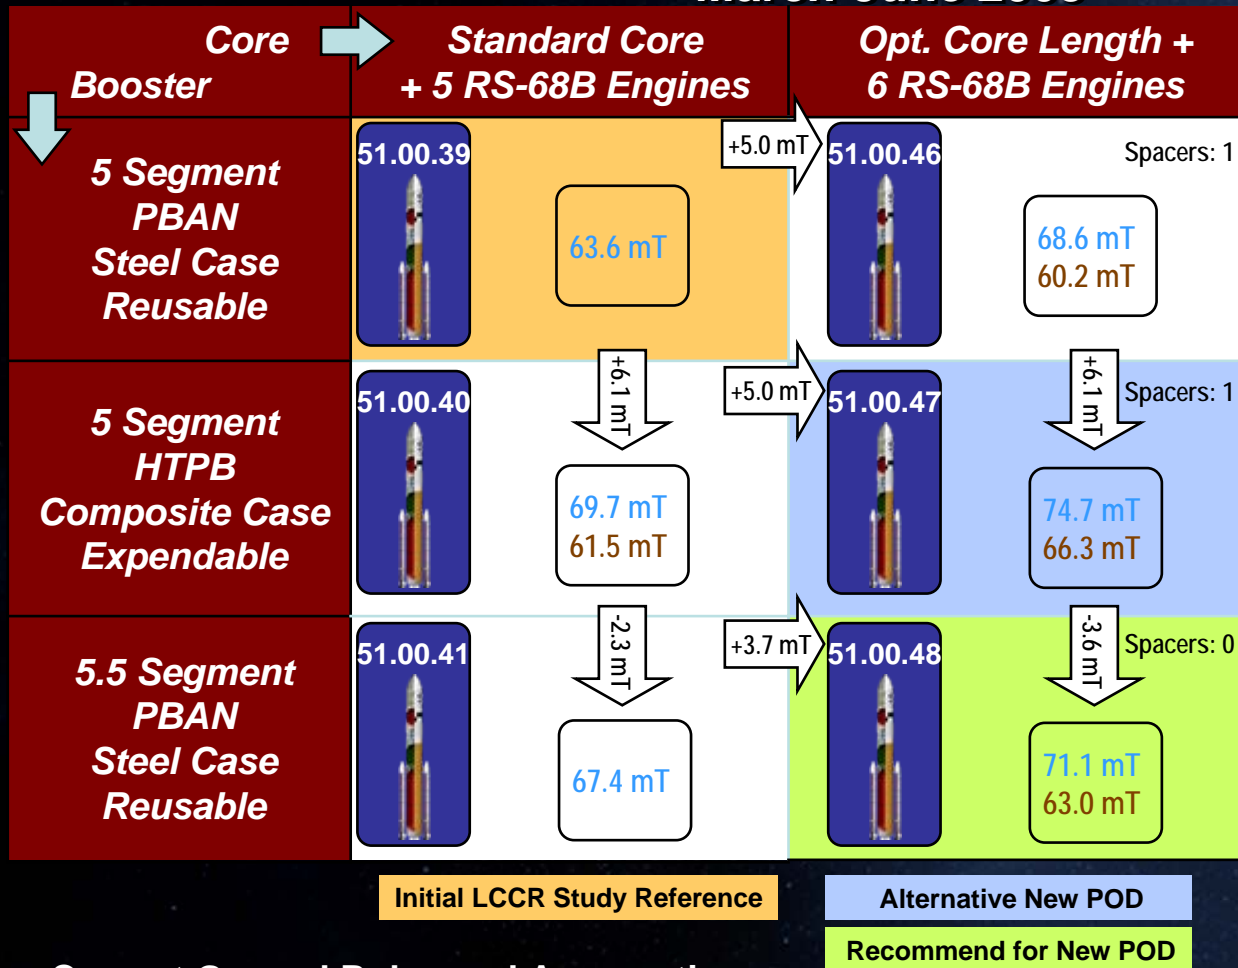 Core
Booster
Standard Core
+ 5 RS-68B Engines
Opt. Core Length +
6 RS-68B Engines
5 Segment
PBAN
Steel Case
Reusable
51.00.39
63.6 mT
+5.0 mT
51.00.46
Spacers: 1
68.6 mT
60.2 mT
+6.1 mT
+6.1 mT
5 Segment
HTPB
Composite Case
Expendable
51.00.40
69.7 mT
61.5 mT
+5.0 mT
51.00.47
Spacers: 1
74.7 mT
66.3 mT
-2.3 mT
-3.6 mT
5.5 Segment
PBAN
Steel Case
Reusable
51.00.41
67.4 mT
+3.7 mT
51.00.48
Spacers: 0
71.1 mT
63.0 mT
Initial LCCR Study Reference
Alternative New POD
Recommend for New POD